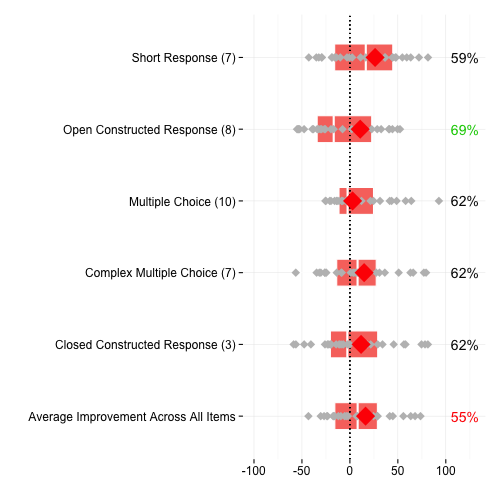 Short Response (7) 59%
Open Constructed Response (8) 69%
Multiple Choice (10) 62%
Complex Multiple Choice (7) 62%
Closed Constructed Response (3) 62%
Average Improvement Across All Items 55%
-100 -50 0 50 100